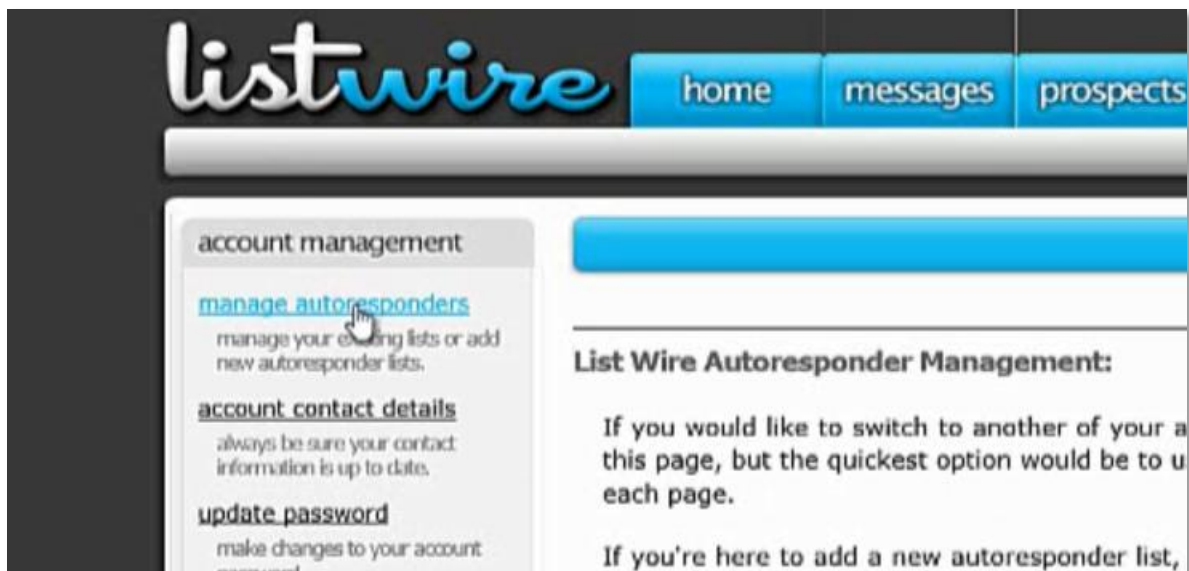 listwire
home messages prospects
account management
manage autoresponders
manage your existing lists or add
new autoresponder lists.
account contact details
always be sure your contact
information is up to date.
update password
make changes to your account
List Wire Autoresponder Management:
If you would like to switch to another of your a
this page, but the quickest option would be to u
each page.
If you're here to add a new autoresponder list,